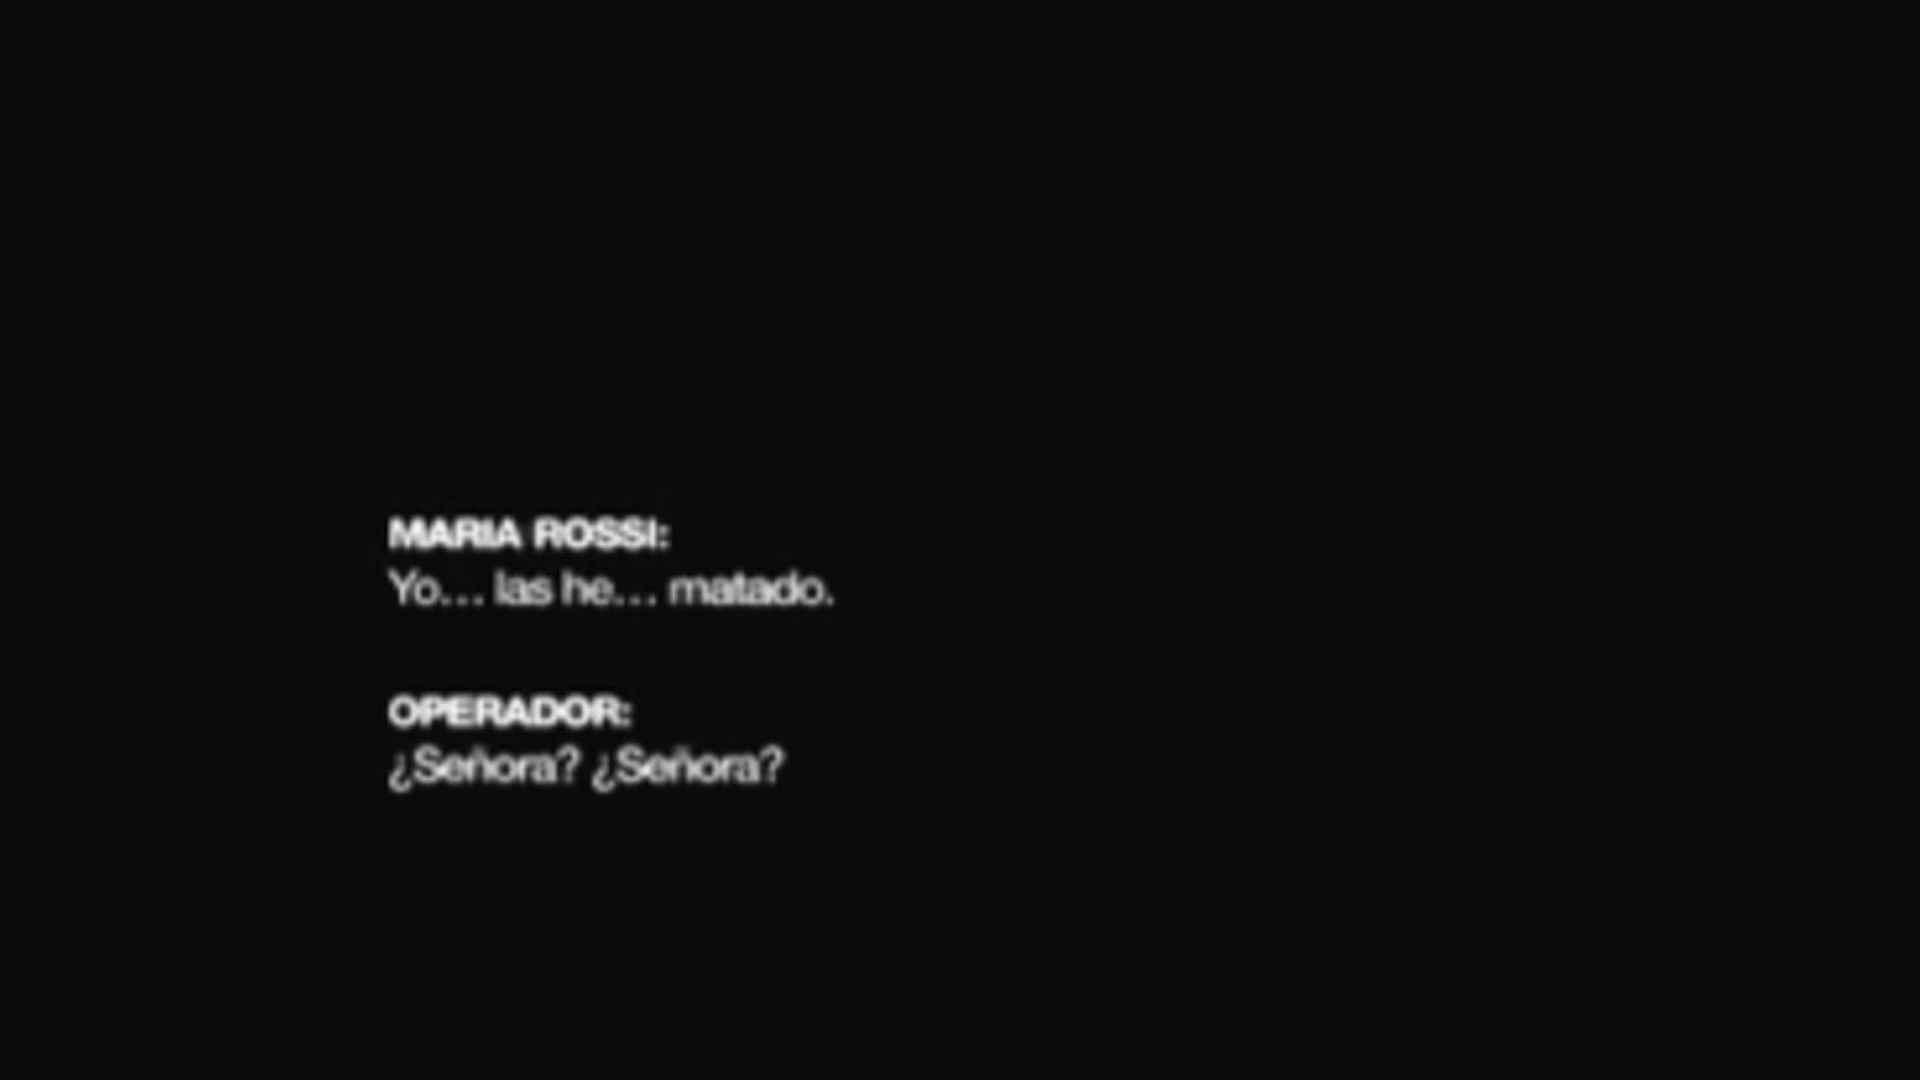 MARIA ROSSI:
Yo... las he... matado.
OPERADOR:
¿Señora? ¿Señora?